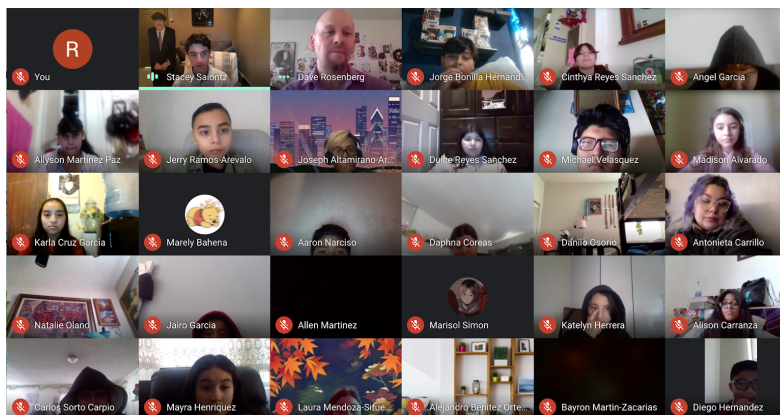 R
You
Stacey Salontz
Dave Rosenberg
Jorge Bonilla Hernand...
Cinthya Reyes Sanchez
Angel Garcia
Allyson Martinez Paz
Jerry Ramos-Arevalo
Joseph Altamirano-Ar...
Dulce Reyes Sanchez
Michael Velasquez
Madison Alvarado
Karla Cruz Garcia
Marely Bahena
Aaron Narciso
Daphna Coreas
Danilo Osorio
Antonieta Carrillo
Natalie Olano
Jairo Garcia
Allen Martinez
Marisol Simon
Katelyn Herrera
Alison Carranza
Carlos Sorto Carpio
Mayra Henriquez
Laura Mendoza-Sifue...
Alejandro Benitez Orte...
Bayron Martin-Zacarias
Diego Hernandez